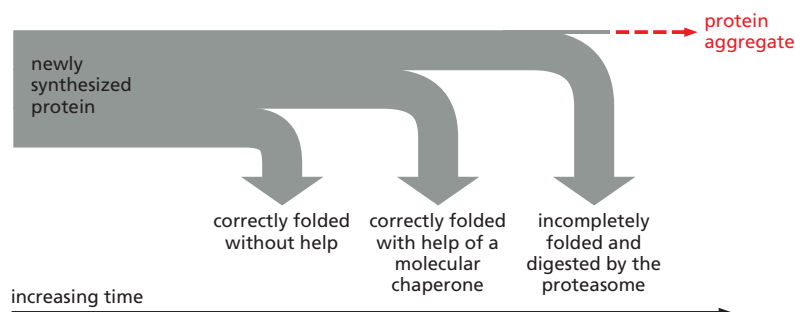 protein
aggregate
newly
synthesized
protein
correctly folded
without help
correctly folded
with help of a
molecular
chaperone
incompletely
folded and
digested by the
proteasome
increasing time